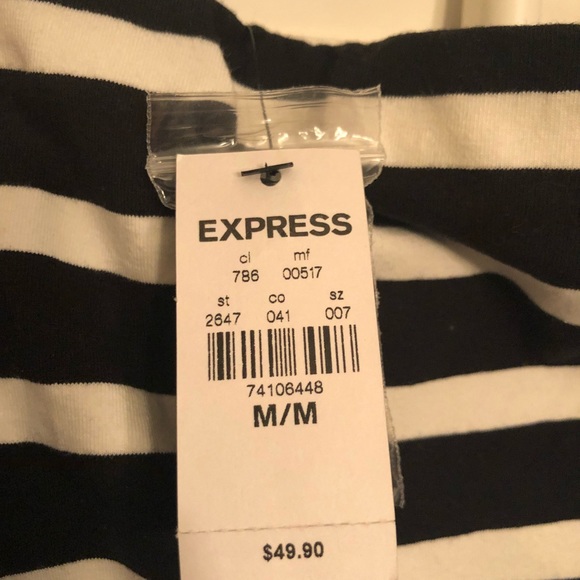 EXPRESS
cl mf
786 00517
st co sz
2647 041 007
74106448
M/M
$49.90